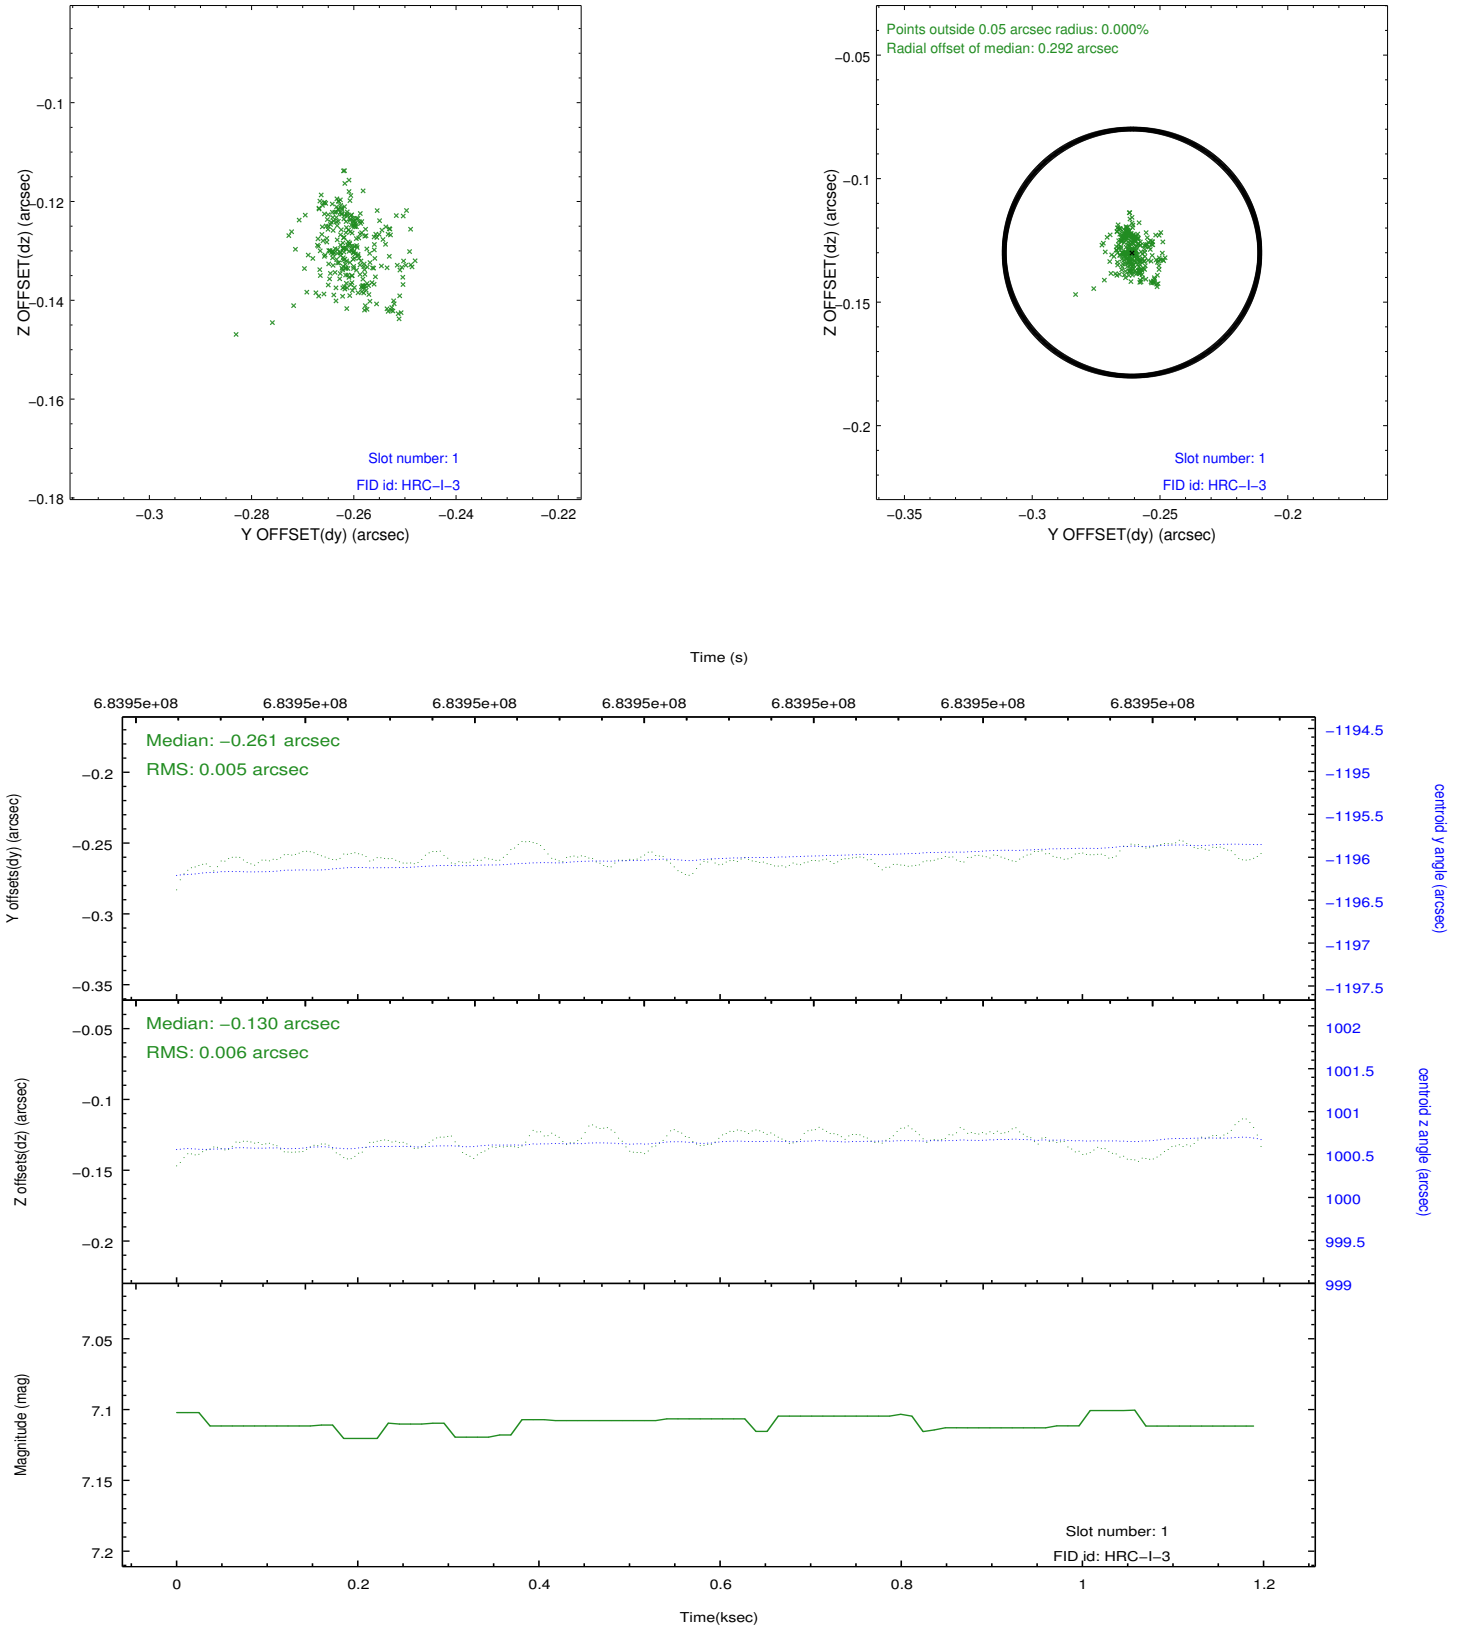 −0.1
−0.12
−0.14
−0.16
−0.18
Z OFFSET(dz) (arcsec)
Slot number: 1
FID id: HRC−I−3
−0.3
−0.28
−0.26
−0.24
−0.22
Y OFFSET(dy) (arcsec)
Points outside 0.05 arcsec radius: 0.000%
Radial offset of median: 0.292 arcsec
−0.05
−0.1
−0.15
−0.2
Z OFFSET(dz) (arcsec)
Slot number: 1
FID id: HRC−I−3
−0.35
−0.3
−0.25
−0.2
Y OFFSET(dy) (arcsec)
Time (s)
6.8395e+08
6.8395e+08
6.8395e+08
6.8395e+08
6.8395e+08
6.8395e+08
6.8395e+08
Median: −0.261 arcsec
RMS: 0.005 arcsec
−0.2
−0.25
−0.3
−0.35
Y offsets(dy) (arcsec)
−1194.5
−1195
−1195.5
−1196
−1196.5
−1197
−1197.5
centroid y angle (arcsec)
Median: −0.130 arcsec
RMS: 0.006 arcsec
−0.05
−0.1
−0.15
−0.2
Z offsets(dz) (arcsec)
1002
1001.5
1001
1000.5
1000
999.5
999
centroid z angle (arcsec)
7.05
7.1
7.15
7.2
Magnitude (mag)
Slot number: 1
FID id: HRC−I−3
0
0.2
0.4
0.6
0.8
1
1.2
Time(ksec)